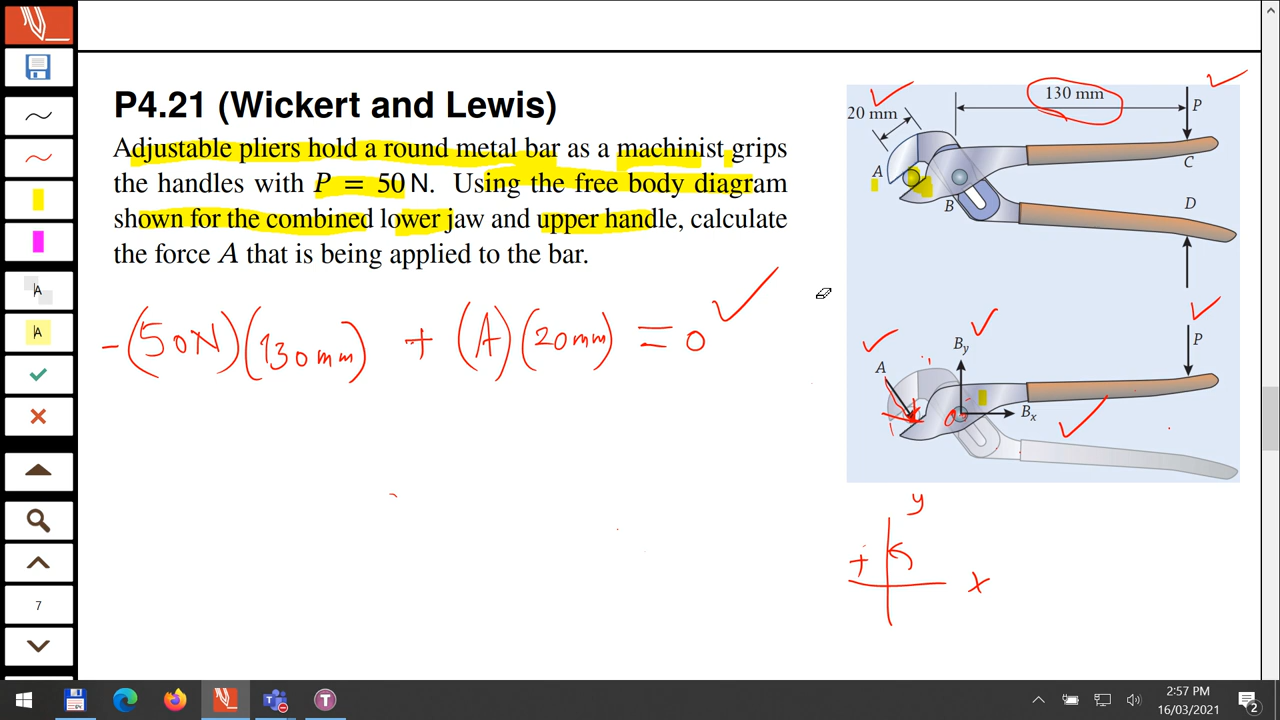 P4.21 (Wickert and Lewis)
Adjustable pliers hold a round metal bar as a machinist grips
the handles with P = 50 N. Using the free body diagram
shown for the combined lower jaw and upper handle, calculate
the force A that is being applied to the bar.
-(50N)(130mm) + (A)(20mm) = 0
20 mm
130 mm
P
A
B
C
D
A
By
Bx
P
y
+
x
A
A
7
2:57 PM
16/03/2021
2
T